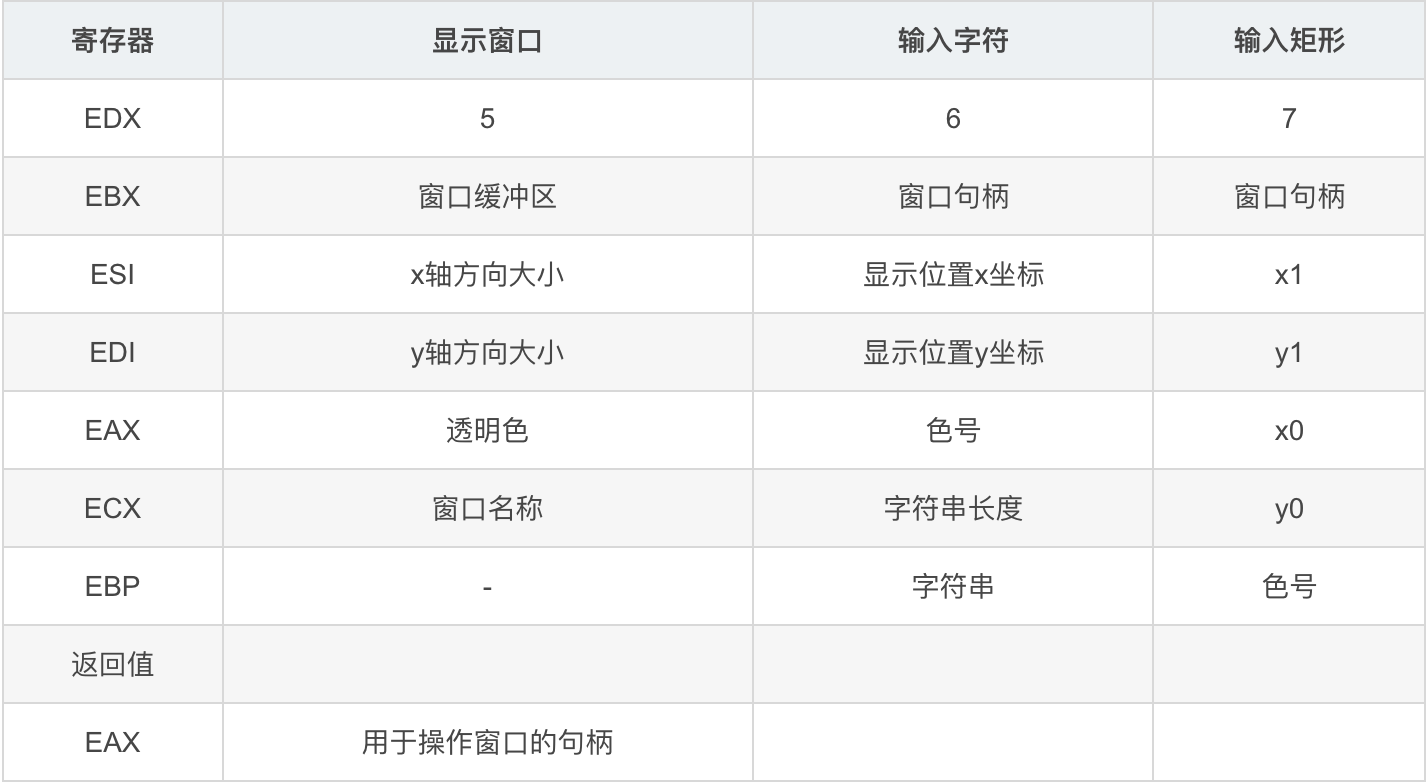 寄存器 显示窗口 输入字符 输入矩形
EDX 5 6 7
EBX 窗口缓冲区 窗口句柄 窗口句柄
ESI x轴方向大小 显示位置x坐标 x1
EDI y轴方向大小 显示位置y坐标 y1
EAX 透明色 色号 x0
ECX 窗口名称 字符串长度 y0
EBP - 字符串 色号
返回值
EAX 用于操作窗口的句柄